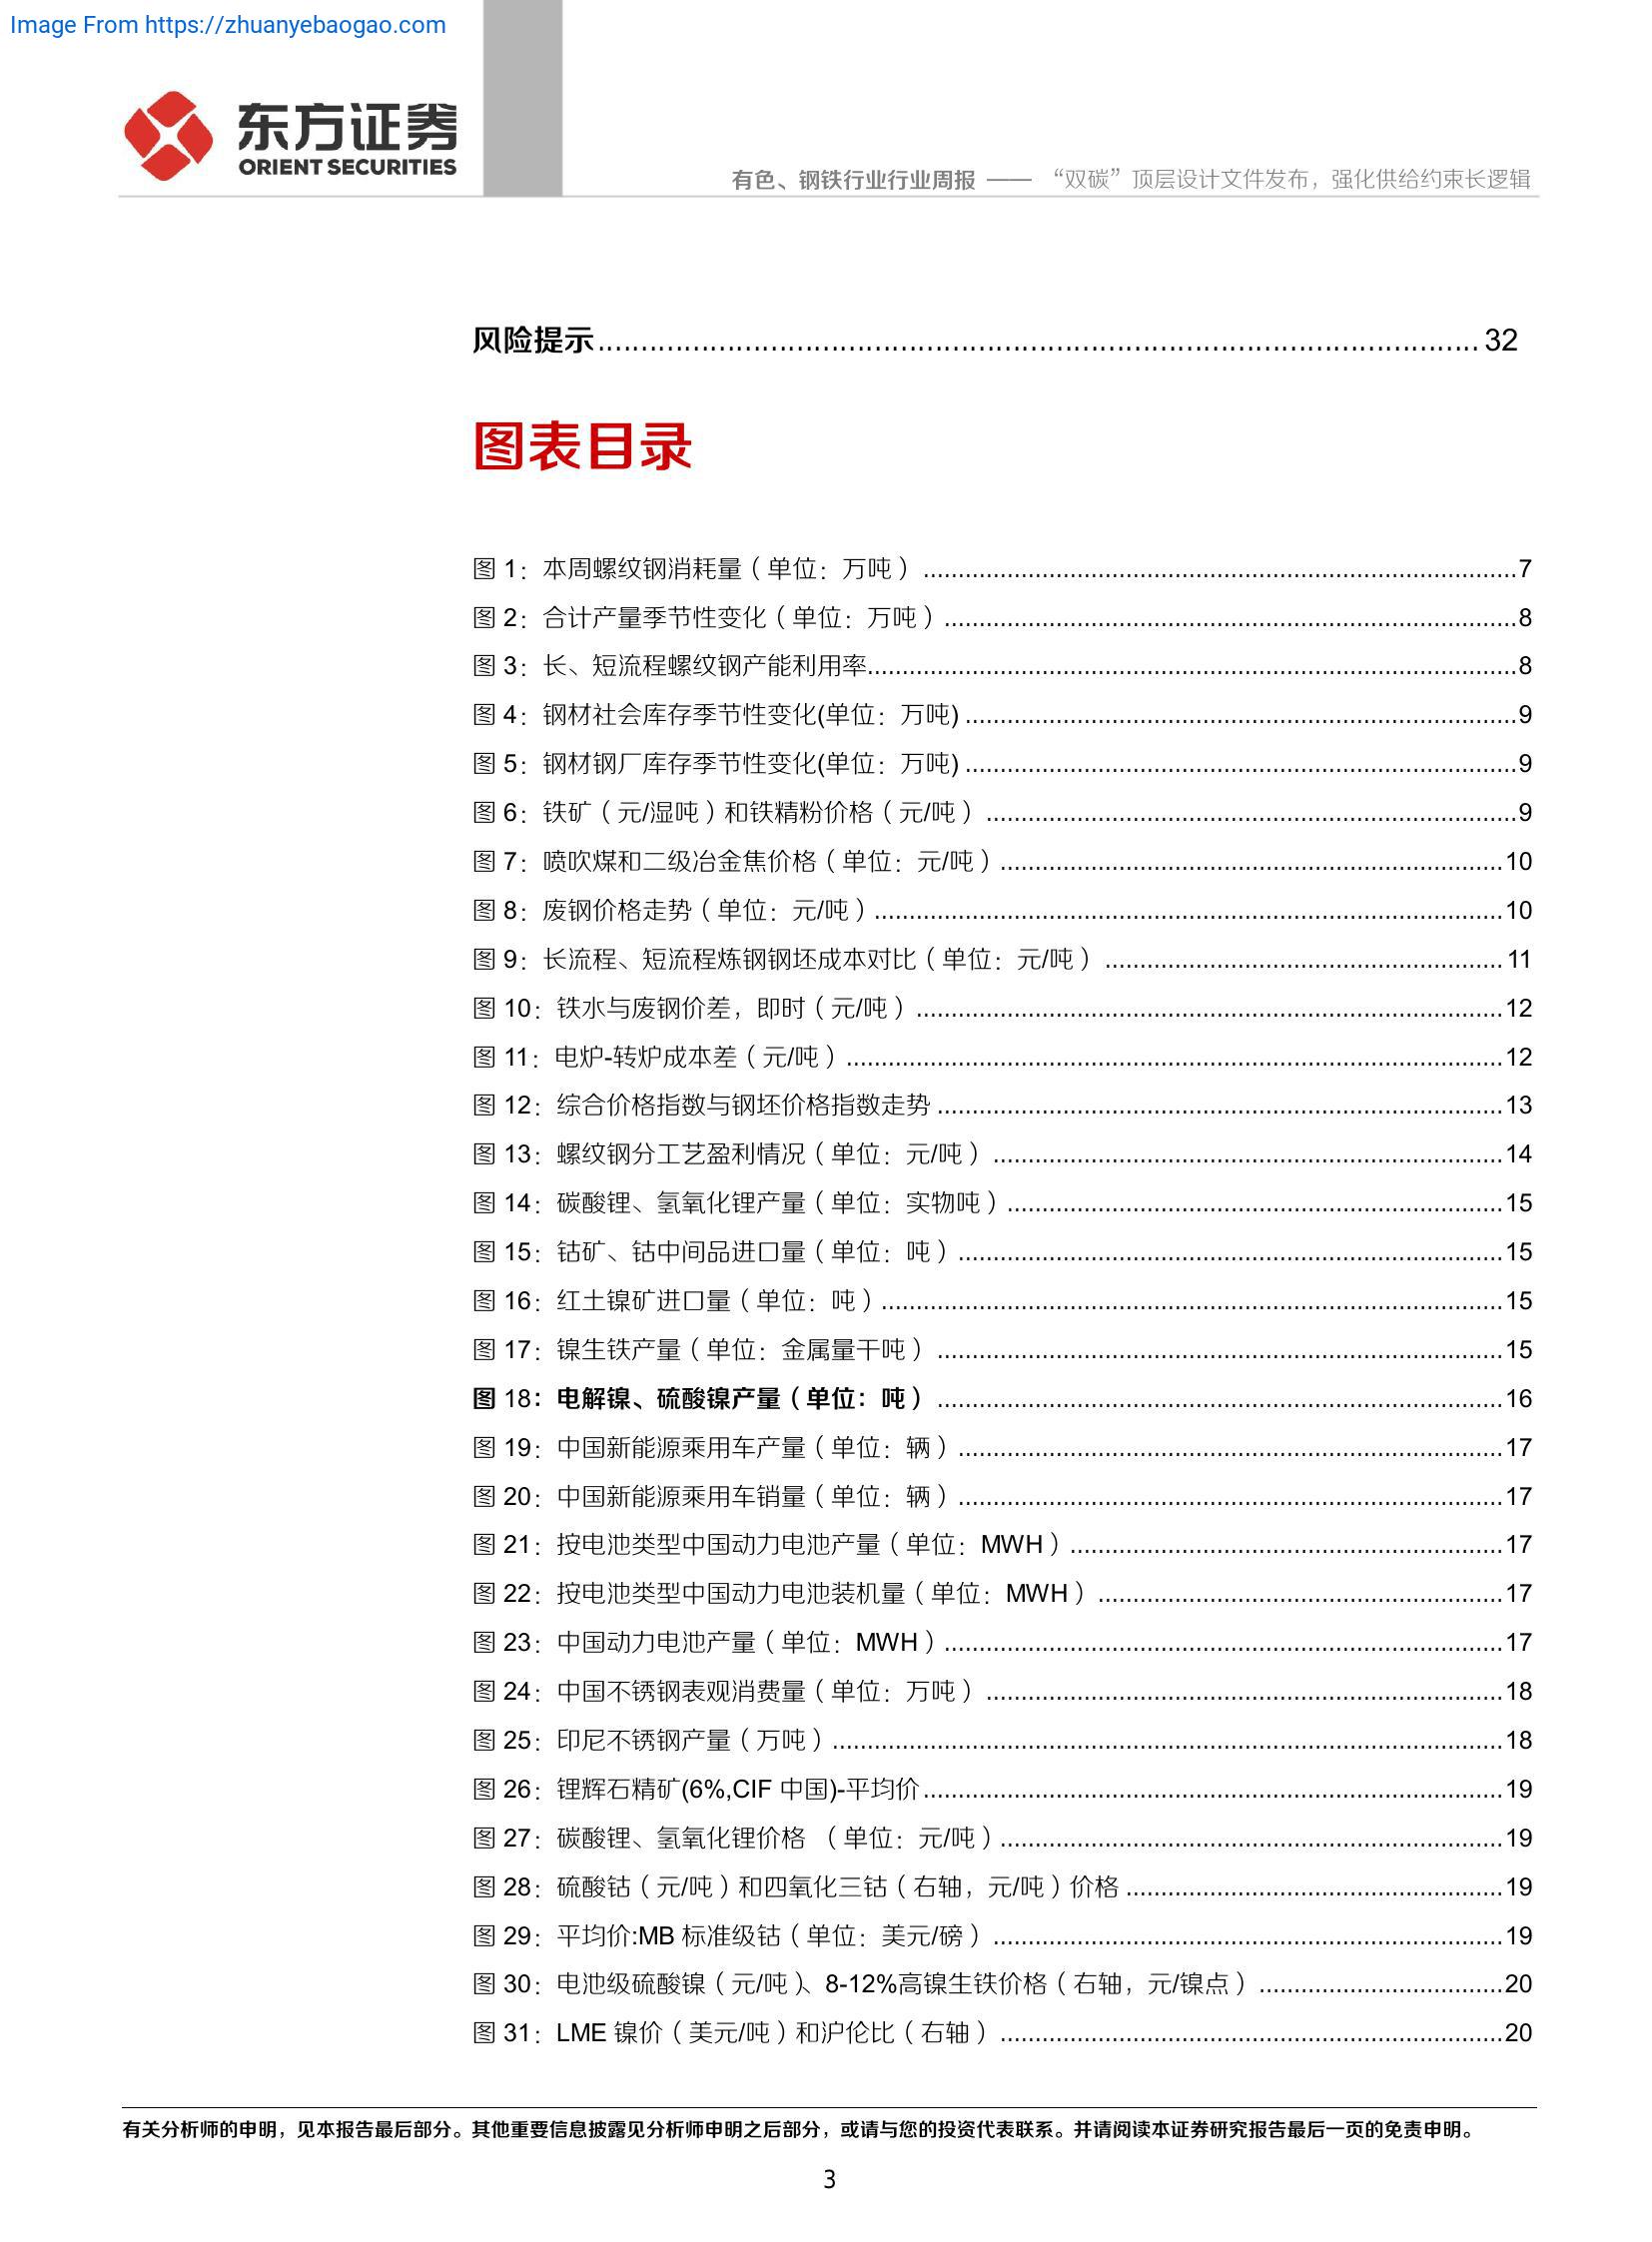 Image From https://zhuanyebaogao.com
东方证券
ORIENT SECURITIES
有色、钢铁行业行业周报 —— “双碳”顶层设计文件发布，强化供给约束长逻辑
风险提示 ........ 32
图表目录
图 1：本周螺纹钢消耗量（单位：万吨） ........ 7
图 2：合计产量季节性变化（单位：万吨） ........ 8
图 3：长、短流程螺纹钢产能利用率 ........ 8
图 4：钢材社会库存季节性变化(单位：万吨) ........ 9
图 5：钢材钢厂库存季节性变化(单位：万吨) ........ 9
图 6：铁矿（元/湿吨）和铁精粉价格（元/吨） ........ 9
图 7：喷吹煤和二级冶金焦价格（单位：元/吨） ........ 10
图 8：废钢价格走势（单位：元/吨） ........ 10
图 9：长流程、短流程炼钢钢坯成本对比（单位：元/吨） ........ 11
图 10：铁水与废钢价差，即时（元/吨） ........ 12
图 11：电炉-转炉成本差（元/吨） ........ 12
图 12：综合价格指数与钢坯价格指数走势 ........ 13
图 13：螺纹钢分工艺盈利情况（单位：元/吨） ........ 14
图 14：碳酸锂、氢氧化锂产量（单位：实物吨） ........ 15
图 15：钴矿、钴中间品进口量（单位：吨） ........ 15
图 16：红土镍矿进口量（单位：吨） ........ 15
图 17：镍生铁产量（单位：金属量干吨） ........ 15
图 18：电解镍、硫酸镍产量（单位：吨） ........ 16
图 19：中国新能源乘用车产量（单位：辆） ........ 17
图 20：中国新能源乘用车销量（单位：辆） ........ 17
图 21：按电池类型中国动力电池产量（单位：MWH） ........ 17
图 22：按电池类型中国动力电池装机量（单位：MWH） ........ 17
图 23：中国动力电池产量（单位：MWH） ........ 17
图 24：中国不锈钢表观消费量（单位：万吨） ........ 18
图 25：印尼不锈钢产量（万吨） ........ 18
图 26：锂辉石精矿(6%,CIF 中国)-平均价 ........ 19
图 27：碳酸锂、氢氧化锂价格 （单位：元/吨） ........ 19
图 28：硫酸钴（元/吨）和四氧化三钴（右轴，元/吨）价格 ........ 19
图 29：平均价:MB 标准级钴（单位：美元/磅） ........ 19
图 30：电池级硫酸镍（元/吨）、8-12%高镍生铁价格（右轴，元/镍点） ........ 20
图 31：LME 镍价（美元/吨）和沪伦比（右轴） ........ 20
有关分析师的申明，见本报告最后部分。其他重要信息披露见分析师申明之后部分，或请与您的投资代表联系。并请阅读本证券研究报告最后一页的免责申明。
3